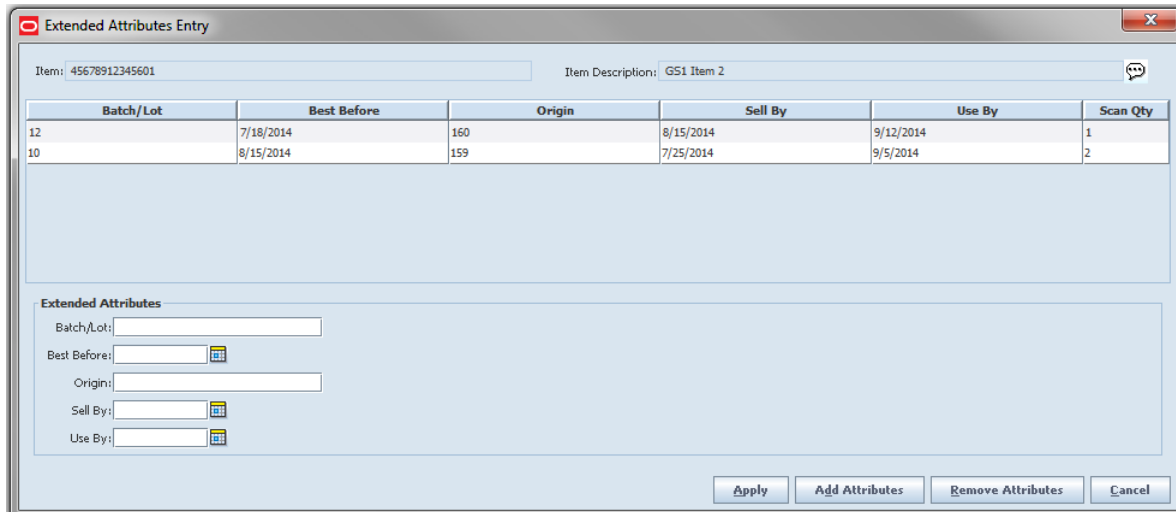 Extended Attributes Entry
Item: 45678912345601 Item Description: GS1 Item 2
Batch/Lot Best Before Origin Sell By Use By Scan Qty
12 7/18/2014 160 8/15/2014 9/12/2014 1
10 8/15/2014 159 7/25/2014 9/5/2014 2
Extended Attributes
Batch/Lot:
Best Before:
Origin:
Sell By:
Use By:
Apply Add Attributes Remove Attributes Cancel